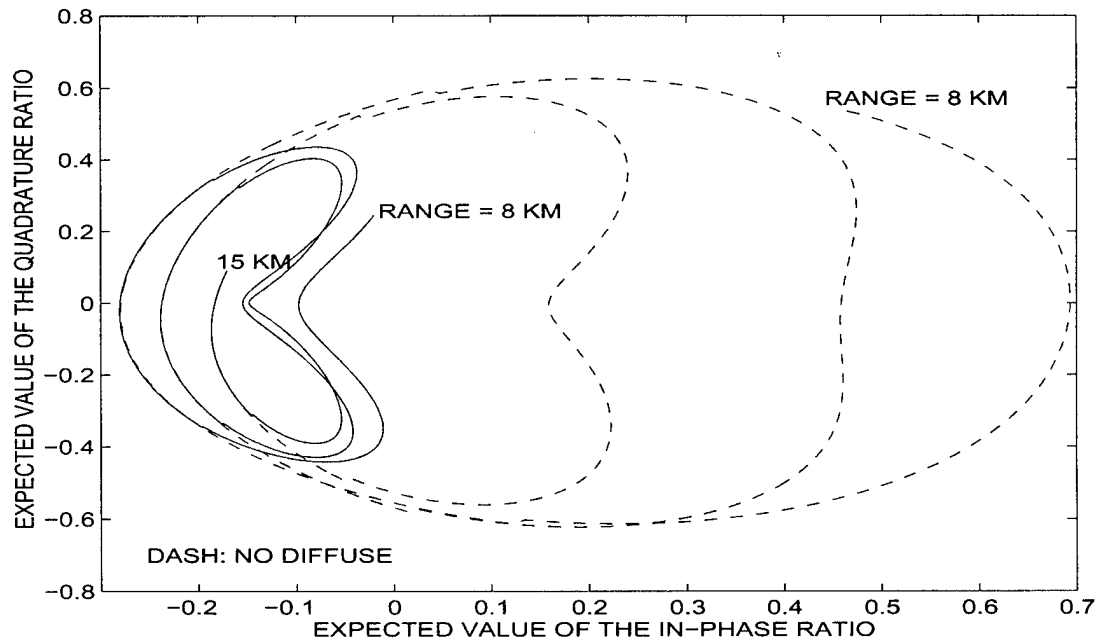 0.8
0.6
RANGE = 8 KM
0.4
0.2
RANGE = 8 KM
15 KM
0
−0.2
−0.4
−0.6
DASH: NO DIFFUSE
−0.8
−0.2 −0.1 0 0.1 0.2 0.3 0.4 0.5 0.6 0.7
EXPECTED VALUE OF THE IN−PHASE RATIO
EXPECTED VALUE OF THE QUADRATURE RATIO